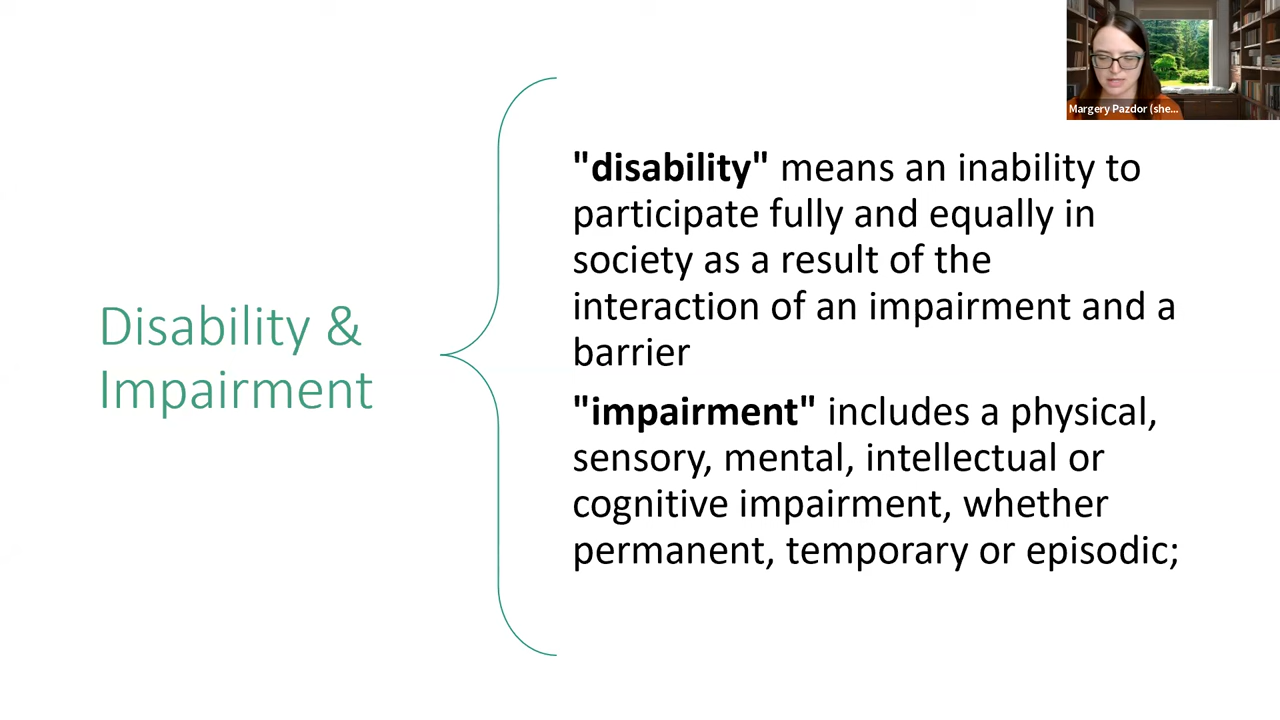 Margery Pazdor (she...
Disability &
Impairment
"disability" means an inability to
participate fully and equally in
society as a result of the
interaction of an impairment and a
barrier
"impairment" includes a physical,
sensory, mental, intellectual or
cognitive impairment, whether
permanent, temporary or episodic;